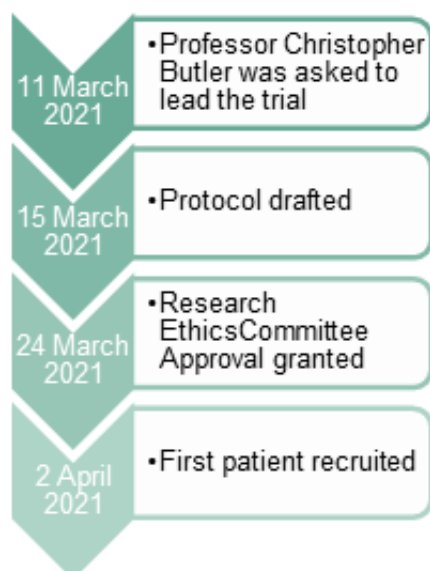 11 March
2021
•Professor Christopher
Butler was asked to
lead the trial
15 March
2021
•Protocol drafted
24 March
2021
•Research
EthicsCommittee
Approval granted
2 April
2021
•First patient recruited